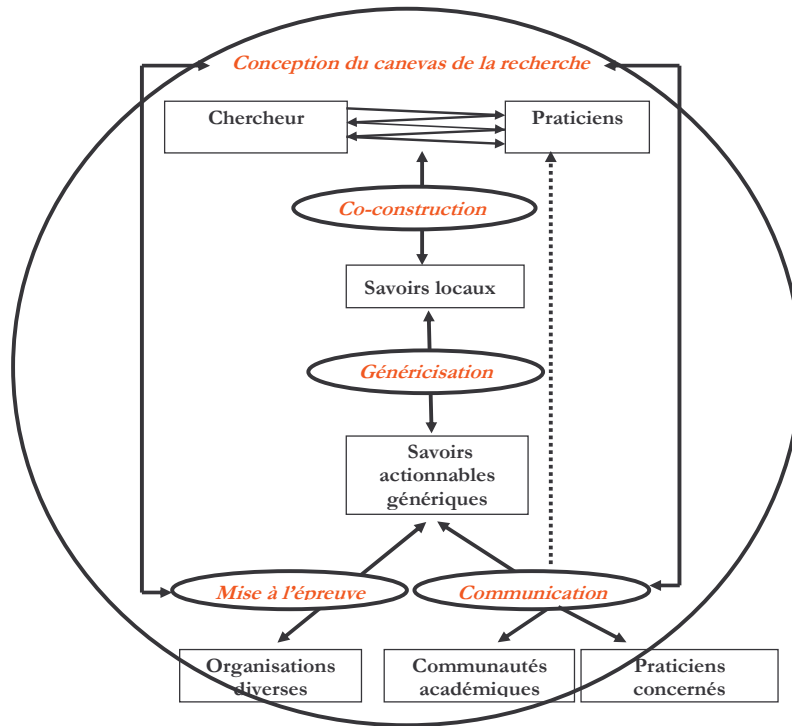 Conception du canevas de la recherche
Chercheur
Praticiens
Co-construction
Savoirs locaux
Généricisation
Savoirs
actionnables
génériques
Mise à l'épreuve
Communication
Organisations
diverses
Communautés
académiques
Praticiens
concernés